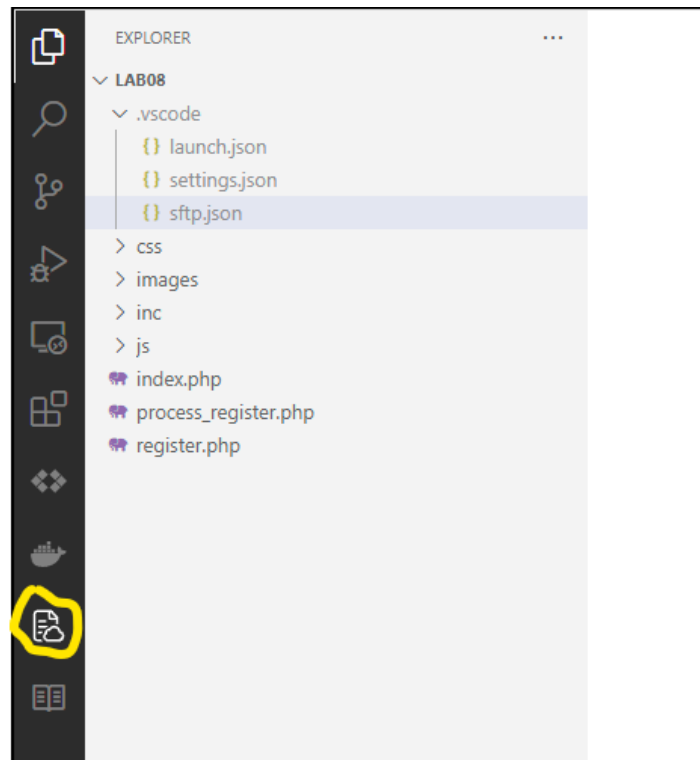 EXPLORER ...
LAB08
.vscode
{} launch.json
{} settings.json
{} sftp.json
css
images
inc
js
index.php
process_register.php
register.php